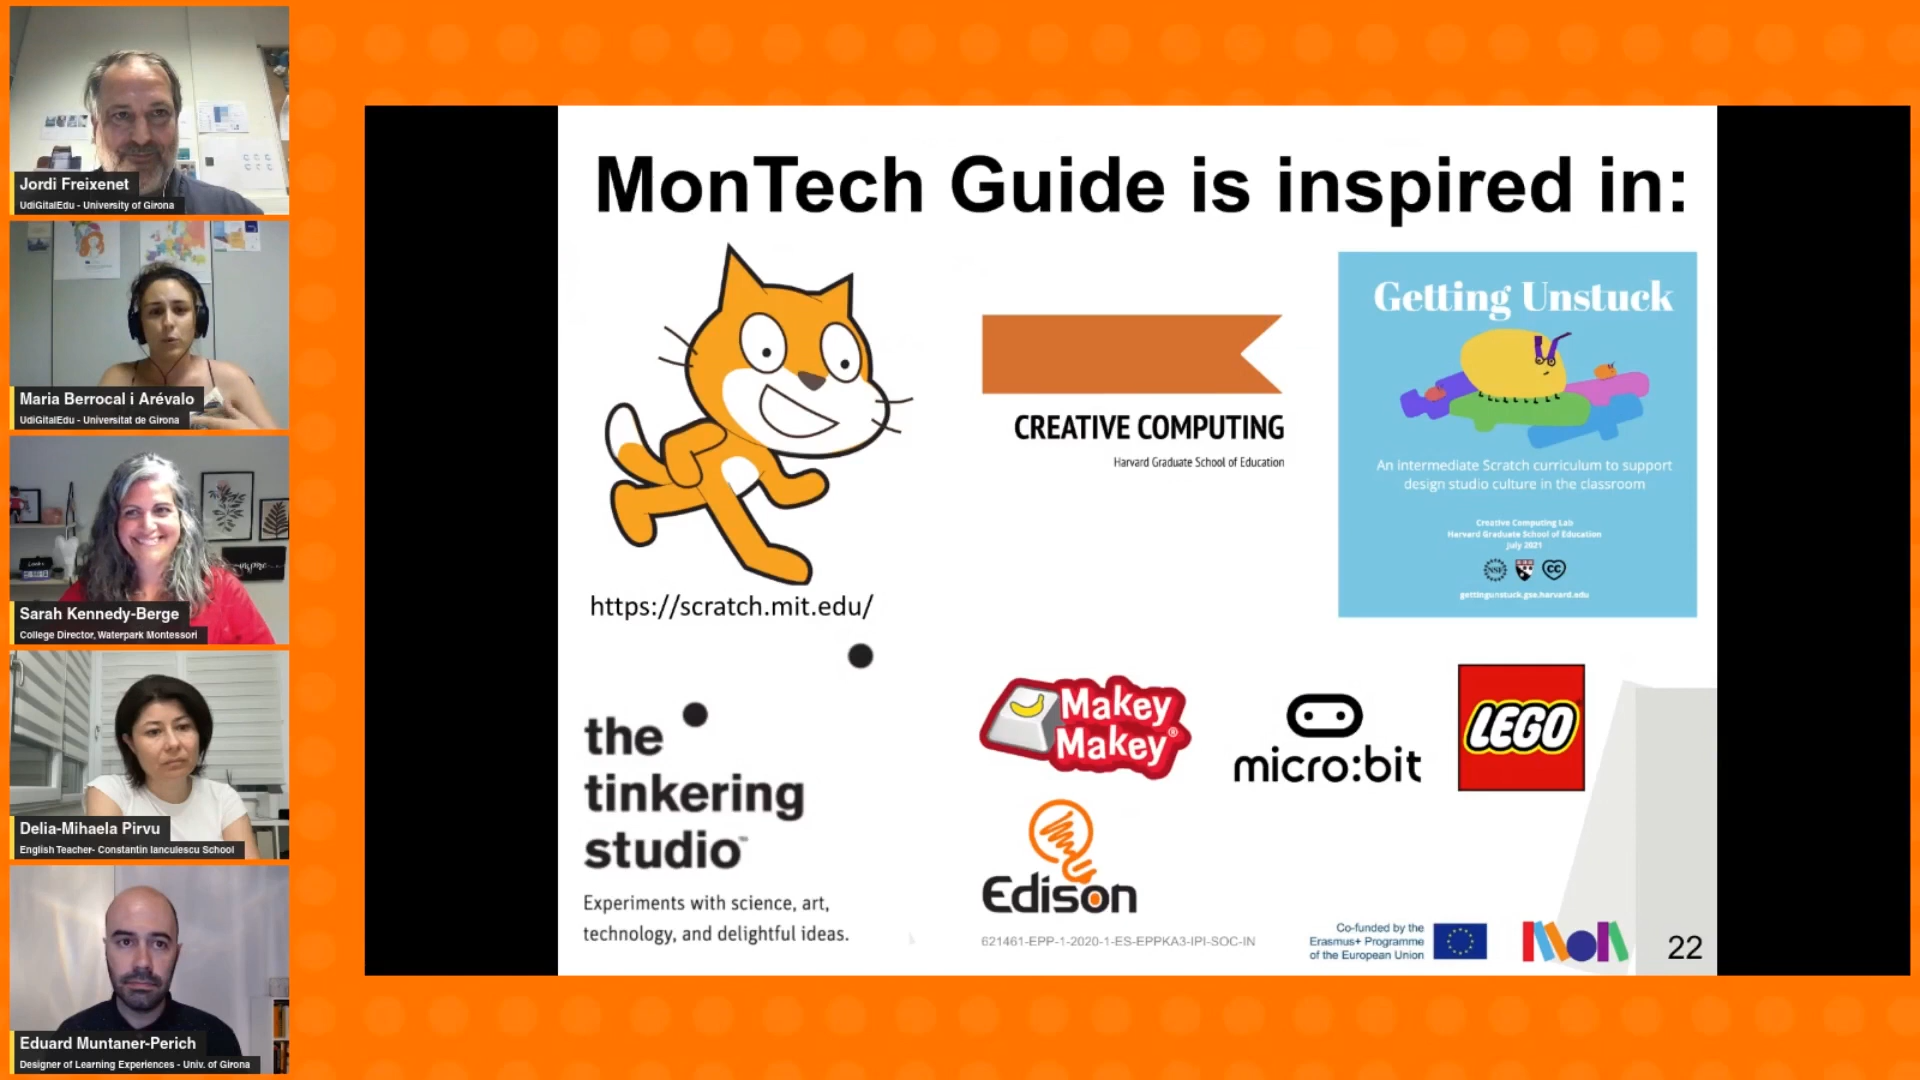 Jordi Freixenet
UdiGitalEdu - University of Girona
Maria Berrocal i Arévalo
UdiGitalEdu - Universitat de Girona
Sarah Kennedy-Berge
College Director, Waterpark Montessori
Delia-Mihaela Pirvu
English Teacher- Constantin Ianculescu School
Eduard Muntaner-Perich
Designer of Learning Experiences - Univ. of Girona
MonTech Guide is inspired in:
https://scratch.mit.edu/
CREATIVE COMPUTING
Harvard Graduate School of Education
Getting Unstuck
An intermediate Scratch curriculum to support
design studio culture in the classroom
Creative Computing Lab
Harvard Graduate School of Education
July 2021
NSF
CC
gettingunstuck.gse.harvard.edu
the
tinkering
studio™
Experiments with science, art,
technology, and delightful ideas.
Makey
Makey®
micro:bit
LEGO
Edison
621461-EPP-1-2020-1-ES-EPPKA3-IPI-SOC-IN
Co-funded by the
Erasmus+ Programme
of the European Union
MON
22